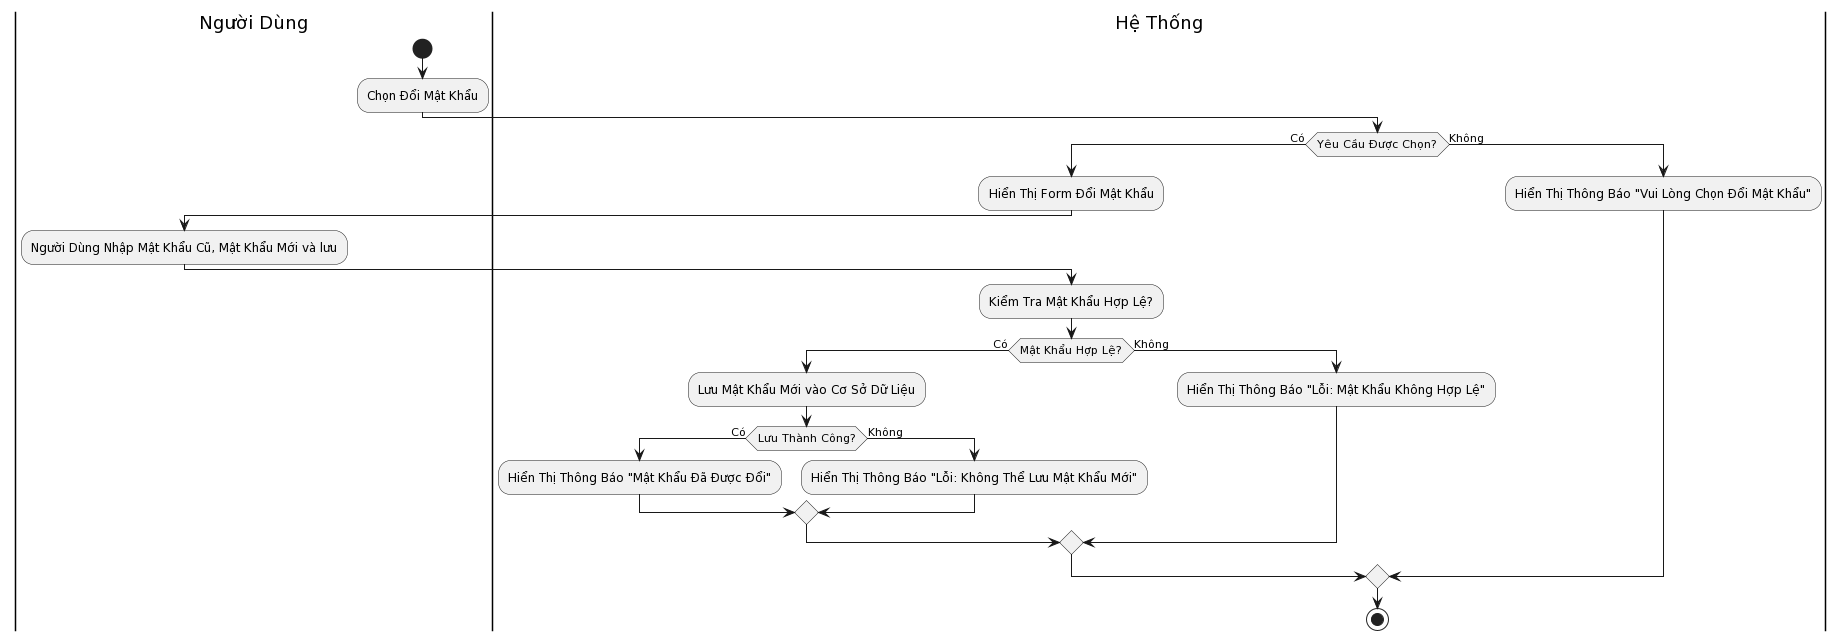 Người Dùng
Hệ Thống
Chọn Đổi Mật Khẩu
Có
Yêu Cầu Được Chọn?
Không
Hiển Thị Form Đổi Mật Khẩu
Hiển Thị Thông Báo "Vui Lòng Chọn Đổi Mật Khẩu"
Người Dùng Nhập Mật Khẩu Cũ, Mật Khẩu Mới và lưu
Kiểm Tra Mật Khẩu Hợp Lệ?
Có
Mật Khẩu Hợp Lệ?
Không
Lưu Mật Khẩu Mới vào Cơ Sở Dữ Liệu
Hiển Thị Thông Báo "Lỗi: Mật Khẩu Không Hợp Lệ"
Có
Lưu Thành Công?
Không
Hiển Thị Thông Báo "Mật Khẩu Đã Được Đổi"
Hiển Thị Thông Báo "Lỗi: Không Thể Lưu Mật Khẩu Mới"